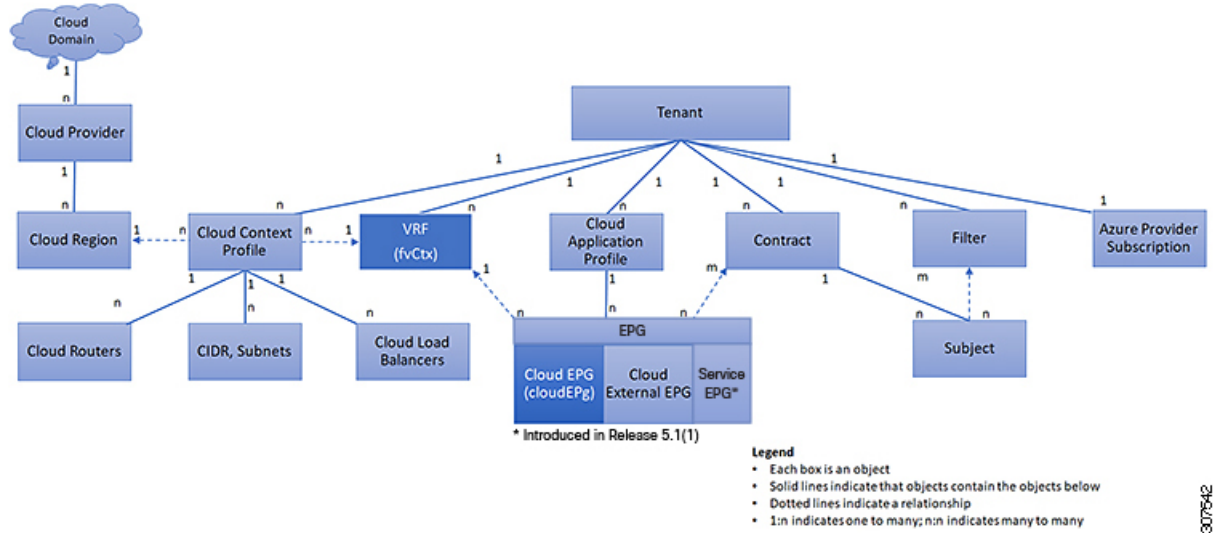 Cloud
Domain
1
n
Cloud Provider
Tenant
1
n
1
1
1
1
1
1
n
n
n
n
n
Cloud Region
1
n
Cloud Context
Profile
n
1
VRF
(fvCtx)
Cloud
Application
Profile
Contract
Filter
Azure Provider
Subscription
1
1
1
1
1
m
1
m
n
n
n
n
n
n
n
n
Cloud Routers
CIDR, Subnets
Cloud Load
Balancers
EPG
Subject
Cloud EPG
(cloudEPg)
Cloud
External EPG
Service
EPG*
* Introduced in Release 5.1(1)
Legend
• Each box is an object
• Solid lines indicate that objects contain the objects below
• Dotted lines indicate a relationship
• 1:n indicates one to many; n:n indicates many to many
307542